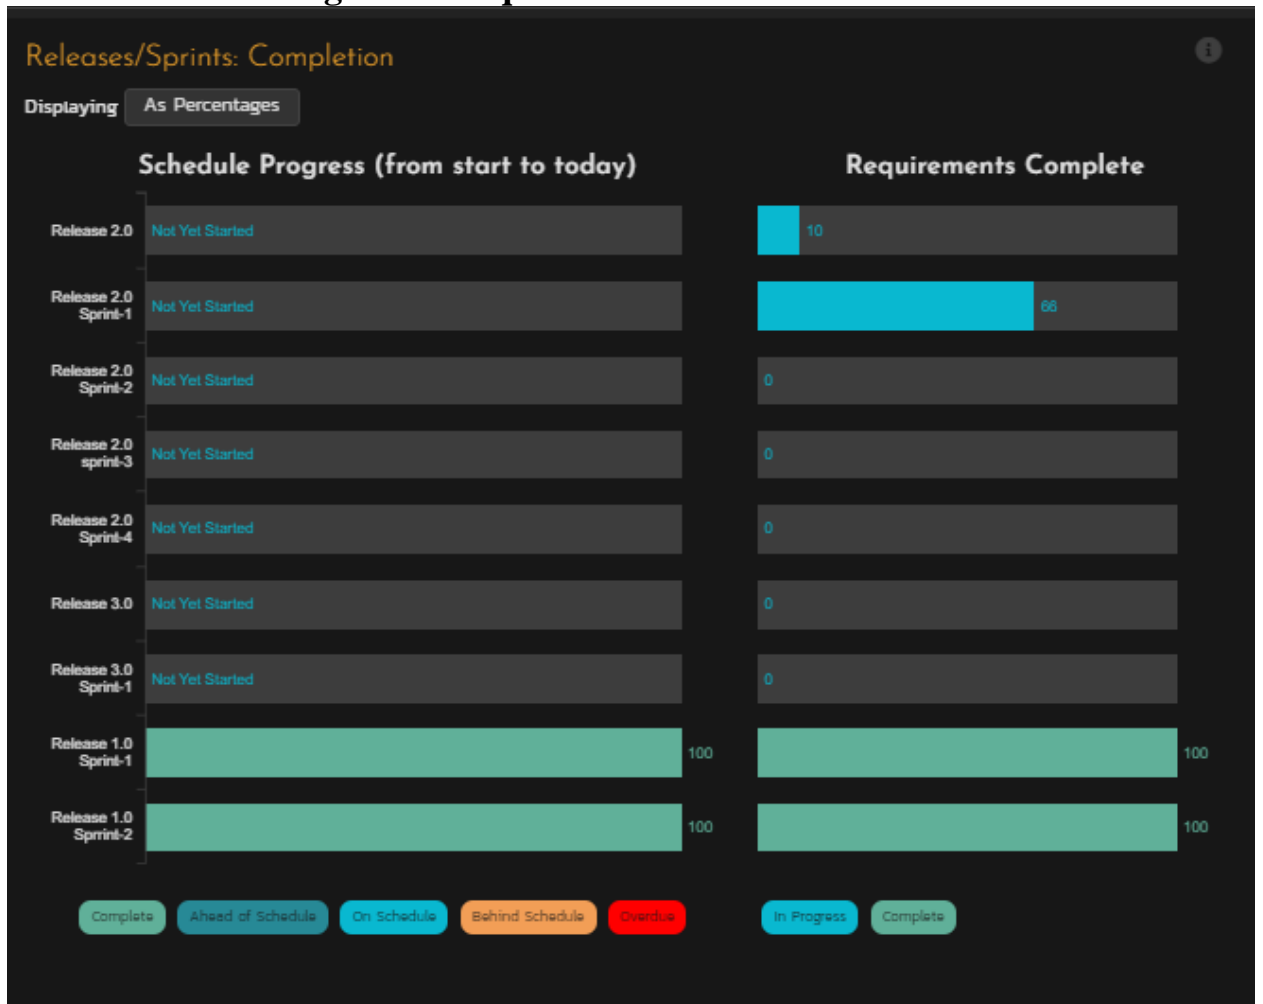 Releases/Sprints: Completion
Displaying As Percentages
Schedule Progress (from start to today) Requirements Complete
Release 2.0 Not Yet Started 10
Release 2.0
Sprint-1 Not Yet Started 66
Release 2.0
Sprint-2 Not Yet Started 0
Release 2.0
sprint-3 Not Yet Started 0
Release 2.0
Sprint-4 Not Yet Started 0
Release 3.0 Not Yet Started 0
Release 3.0
Sprint-1 Not Yet Started 0
Release 1.0
Sprint-1 100 100
Release 1.0
Sprrint-2 100 100
Complete Ahead of Schedule On Schedule Behind Schedule Overdue In Progress Complete